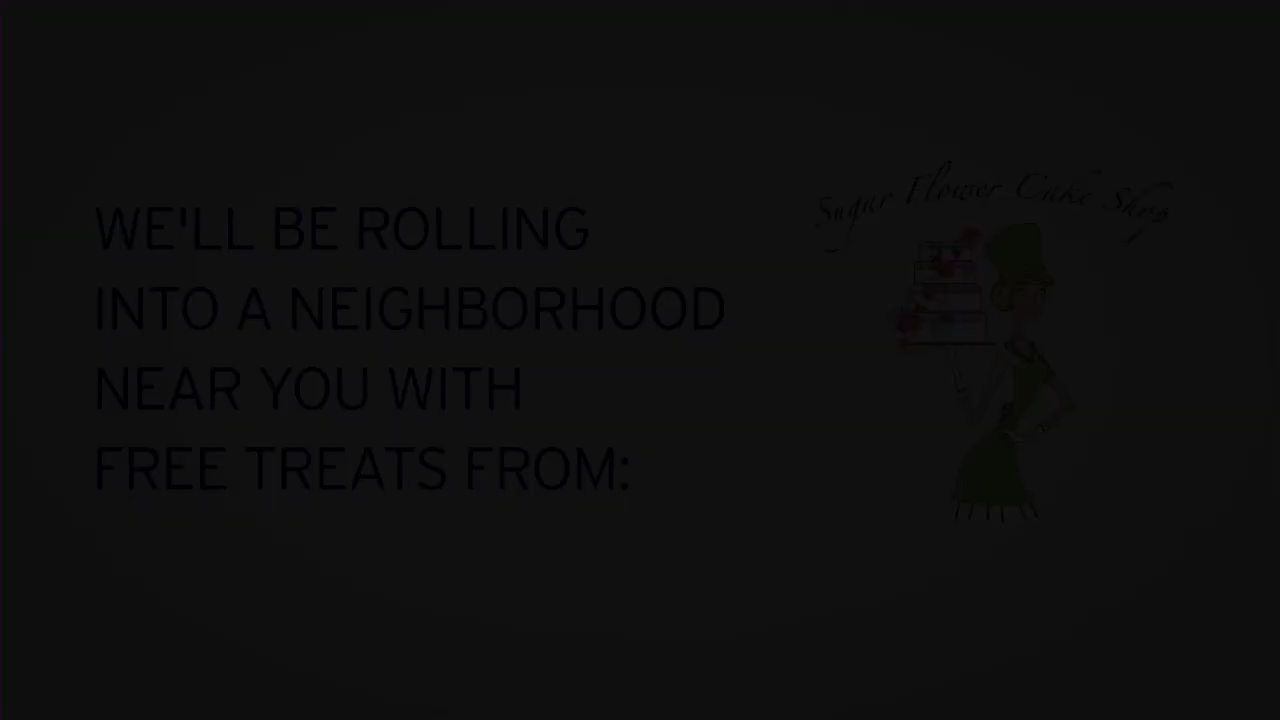 WE'LL BE ROLLING
INTO A NEIGHBORHOOD
NEAR YOU WITH
FREE TREATS FROM:
Sugar Flower Cake Shop